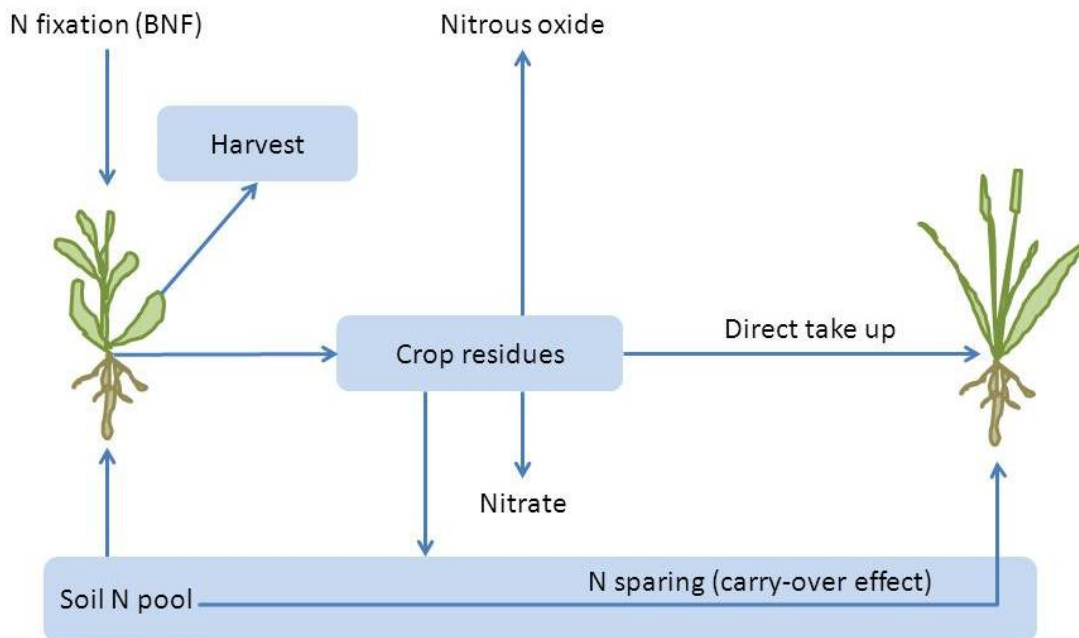 N fixation (BNF)
Nitrous oxide
Harvest
Crop residues
Direct take up
Nitrate
N sparing (carry-over effect)
Soil N pool